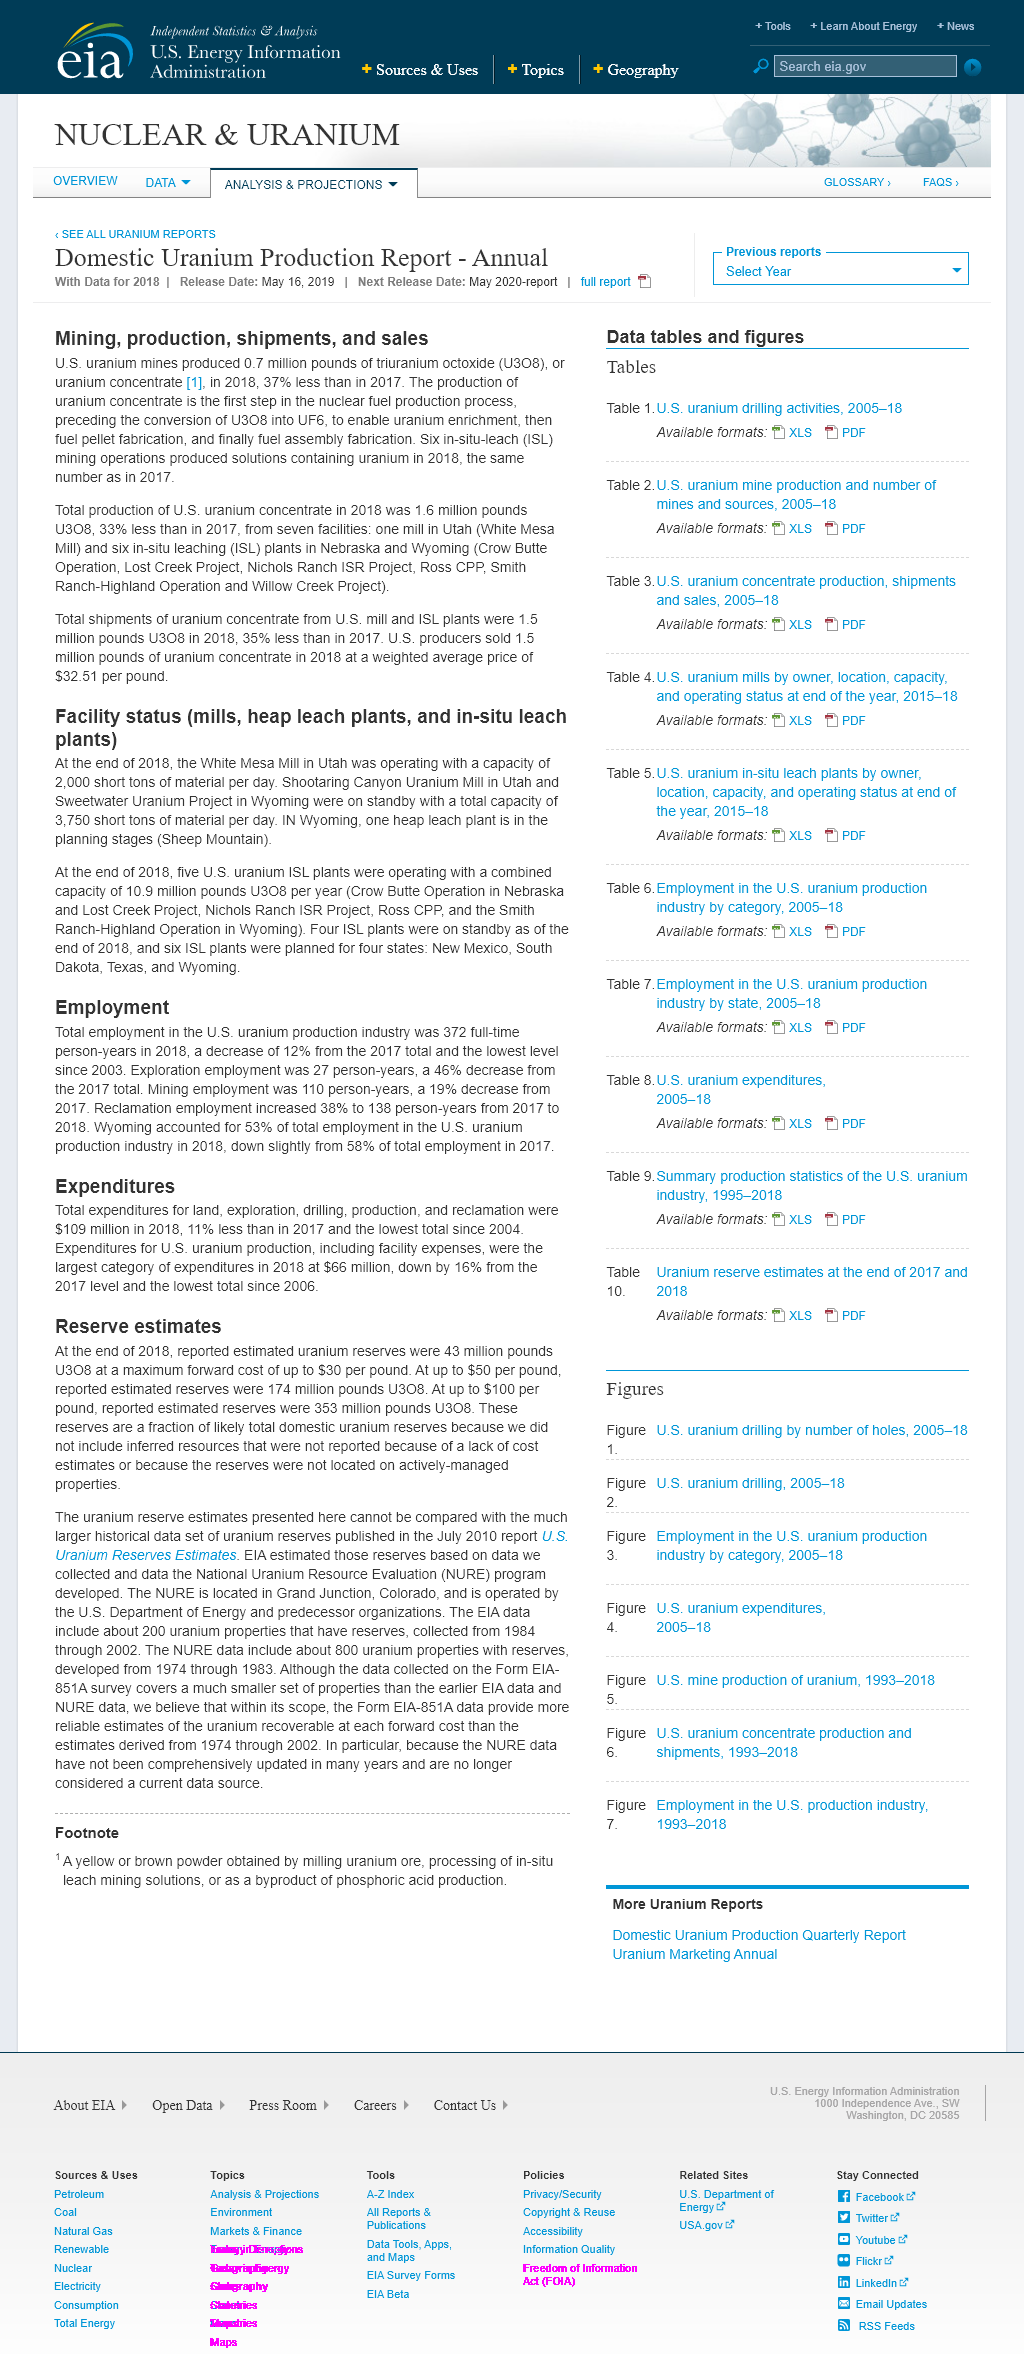 + Tools + Learn About Energy + News
Independent Statistics & Analysis
eia U.S. Energy Information
Administration
+ Sources & Uses + Topics + Geography
Search eia.gov
NUCLEAR & URANIUM
OVERVIEW DATA ANALYSIS & PROJECTIONS GLOSSARY › FAQS ›
‹ SEE ALL URANIUM REPORTS
Domestic Uranium Production Report - Annual
With Data for 2018 | Release Date: May 16, 2019 | Next Release Date: May 2020-report | full report
Previous reports
Select Year
Mining, production, shipments, and sales
U.S. uranium mines produced 0.7 million pounds of triuranium octoxide (U3O8), or
uranium concentrate [1], in 2018, 37% less than in 2017. The production of
uranium concentrate is the first step in the nuclear fuel production process,
preceding the conversion of U3O8 into UF6, to enable uranium enrichment, then
fuel pellet fabrication, and finally fuel assembly fabrication. Six in-situ-leach (ISL)
mining operations produced solutions containing uranium in 2018, the same
number as in 2017.
Total production of U.S. uranium concentrate in 2018 was 1.6 million pounds
U3O8, 33% less than in 2017, from seven facilities: one mill in Utah (White Mesa
Mill) and six in-situ leaching (ISL) plants in Nebraska and Wyoming (Crow Butte
Operation, Lost Creek Project, Nichols Ranch ISR Project, Ross CPP, Smith
Ranch-Highland Operation and Willow Creek Project).
Total shipments of uranium concentrate from U.S. mill and ISL plants were 1.5
million pounds U3O8 in 2018, 35% less than in 2017. U.S. producers sold 1.5
million pounds of uranium concentrate in 2018 at a weighted average price of
$32.51 per pound.
Facility status (mills, heap leach plants, and in-situ leach
plants)
At the end of 2018, the White Mesa Mill in Utah was operating with a capacity of
2,000 short tons of material per day. Shootaring Canyon Uranium Mill in Utah and
Sweetwater Uranium Project in Wyoming were on standby with a total capacity of
3,750 short tons of material per day. IN Wyoming, one heap leach plant is in the
planning stages (Sheep Mountain).
At the end of 2018, five U.S. uranium ISL plants were operating with a combined
capacity of 10.9 million pounds U3O8 per year (Crow Butte Operation in Nebraska
and Lost Creek Project, Nichols Ranch ISR Project, Ross CPP, and the Smith
Ranch-Highland Operation in Wyoming). Four ISL plants were on standby as of the
end of 2018, and six ISL plants were planned for four states: New Mexico, South
Dakota, Texas, and Wyoming.
Employment
Total employment in the U.S. uranium production industry was 372 full-time
person-years in 2018, a decrease of 12% from the 2017 total and the lowest level
since 2003. Exploration employment was 27 person-years, a 46% decrease from
the 2017 total. Mining employment was 110 person-years, a 19% decrease from
2017. Reclamation employment increased 38% to 138 person-years from 2017 to
2018. Wyoming accounted for 53% of total employment in the U.S. uranium
production industry in 2018, down slightly from 58% of total employment in 2017.
Expenditures
Total expenditures for land, exploration, drilling, production, and reclamation were
$109 million in 2018, 11% less than in 2017 and the lowest total since 2004.
Expenditures for U.S. uranium production, including facility expenses, were the
largest category of expenditures in 2018 at $66 million, down by 16% from the
2017 level and the lowest total since 2006.
Reserve estimates
At the end of 2018, reported estimated uranium reserves were 43 million pounds
U3O8 at a maximum forward cost of up to $30 per pound. At up to $50 per pound,
reported estimated reserves were 174 million pounds U3O8. At up to $100 per
pound, reported estimated reserves were 353 million pounds U3O8. These
reserves are a fraction of likely total domestic uranium reserves because we did
not include inferred resources that were not reported because of a lack of cost
estimates or because the reserves were not located on actively-managed
properties.
The uranium reserve estimates presented here cannot be compared with the much
larger historical data set of uranium reserves published in the July 2010 report U.S.
Uranium Reserves Estimates. EIA estimated those reserves based on data we
collected and data the National Uranium Resource Evaluation (NURE) program
developed. The NURE is located in Grand Junction, Colorado, and is operated by
the U.S. Department of Energy and predecessor organizations. The EIA data
include about 200 uranium properties that have reserves, collected from 1984
through 2002. The NURE data include about 800 uranium properties with reserves,
developed from 1974 through 1983. Although the data collected on the Form EIA-
851A survey covers a much smaller set of properties than the earlier EIA data and
NURE data, we believe that within its scope, the Form EIA-851A data provide more
reliable estimates of the uranium recoverable at each forward cost than the
estimates derived from 1974 through 2002. In particular, because the NURE data
have not been comprehensively updated in many years and are no longer
considered a current data source.
Footnote
1 A yellow or brown powder obtained by milling uranium ore, processing of in-situ
leach mining solutions, or as a byproduct of phosphoric acid production.
Data tables and figures
Tables
Table 1. U.S. uranium drilling activities, 2005–18
Available formats: XLS PDF
Table 2. U.S. uranium mine production and number of
mines and sources, 2005–18
Available formats: XLS PDF
Table 3. U.S. uranium concentrate production, shipments
and sales, 2005–18
Available formats: XLS PDF
Table 4. U.S. uranium mills by owner, location, capacity,
and operating status at end of the year, 2015–18
Available formats: XLS PDF
Table 5. U.S. uranium in-situ leach plants by owner,
location, capacity, and operating status at end of
the year, 2015–18
Available formats: XLS PDF
Table 6. Employment in the U.S. uranium production
industry by category, 2005–18
Available formats: XLS PDF
Table 7. Employment in the U.S. uranium production
industry by state, 2005–18
Available formats: XLS PDF
Table 8. U.S. uranium expenditures,
2005–18
Available formats: XLS PDF
Table 9. Summary production statistics of the U.S. uranium
industry, 1995–2018
Available formats: XLS PDF
Table Uranium reserve estimates at the end of 2017 and
10. 2018
Available formats: XLS PDF
Figures
Figure U.S. uranium drilling by number of holes, 2005–18
1.
Figure U.S. uranium drilling, 2005–18
2.
Figure Employment in the U.S. uranium production
3. industry by category, 2005–18
Figure U.S. uranium expenditures,
4. 2005–18
Figure U.S. mine production of uranium, 1993–2018
5.
Figure U.S. uranium concentrate production and
6. shipments, 1993–2018
Figure Employment in the U.S. production industry,
7. 1993–2018
More Uranium Reports
Domestic Uranium Production Quarterly Report
Uranium Marketing Annual
About EIA Open Data Press Room Careers Contact Us
U.S. Energy Information Administration
1000 Independence Ave., SW
Washington, DC 20585
Sources & Uses
Petroleum
Coal
Natural Gas
Renewable
Nuclear
Electricity
Consumption
Total Energy
Topics
Analysis & Projections
Environment
Markets & Finance
Maps
Tools
A-Z Index
All Reports &
Publications
Data Tools, Apps,
and Maps
EIA Survey Forms
EIA Beta
Policies
Privacy/Security
Copyright & Reuse
Accessibility
Information Quality
Freedom of Information
Act (FOIA)
Related Sites
U.S. Department of
Energy
USA.gov
Stay Connected
Facebook
Twitter
Youtube
Flickr
LinkedIn
Email Updates
RSS Feeds